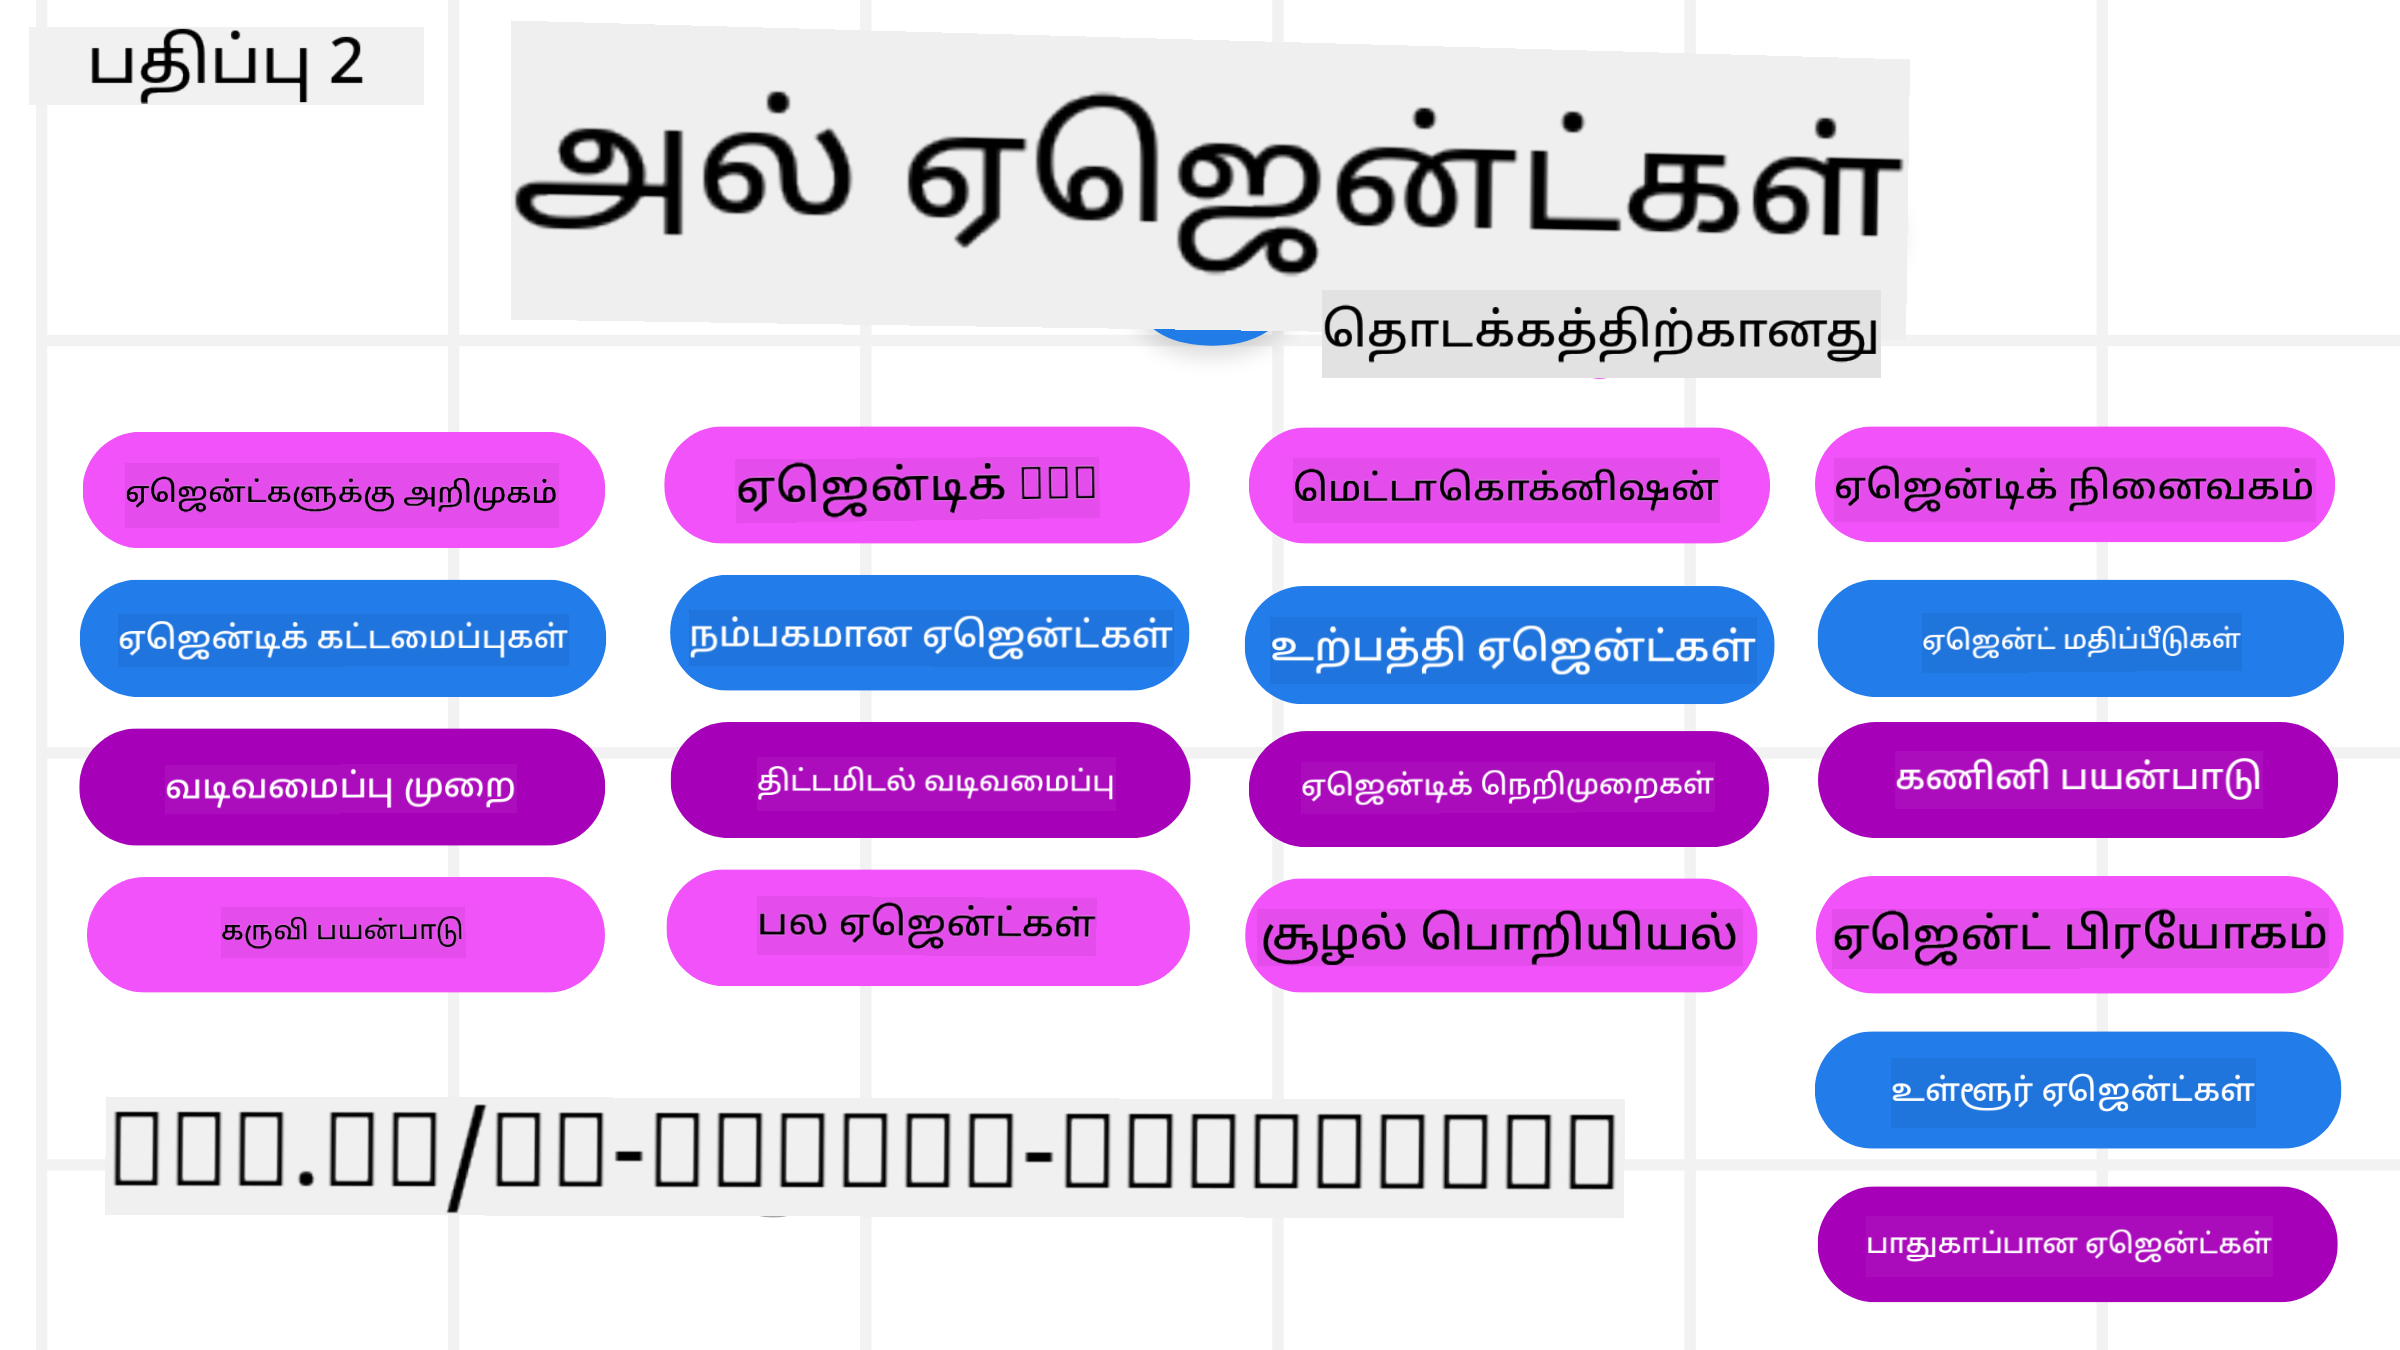 பதிப்பு 2
அல் ஏஜென்ட்கள்
தொடக்கத்திற்கானது
ஏஜென்ட்களுக்கு அறிமுகம்
ஏஜென்டிக்
மெட்டாகொக்னிஷன்
ஏஜென்டிக் நினைவகம்
ஏஜென்டிக் கட்டமைப்புகள்
நம்பகமான ஏஜென்ட்கள்
உற்பத்தி ஏஜென்ட்கள்
ஏஜென்ட் மதிப்பீடுகள்
வடிவமைப்பு முறை
திட்டமிடல் வடிவமைப்பு
ஏஜென்டிக் நெறிமுறைகள்
கணினி பயன்பாடு
கருவி பயன்பாடு
பல ஏஜென்ட்கள்
சூழல் பொறியியல்
ஏஜென்ட் பிரயோகம்
உள்ளூர் ஏஜென்ட்கள்
பாதுகாப்பான ஏஜென்ட்கள்